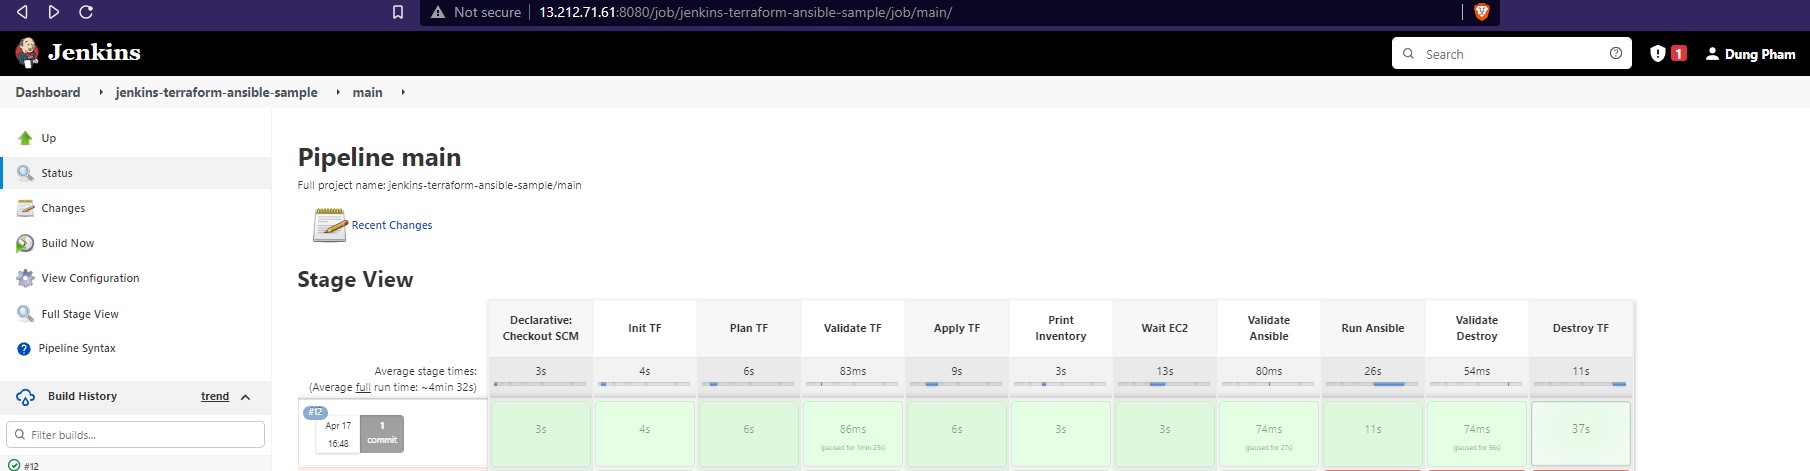 Not secure 13.212.71.61:8080/job/jenkins-terraform-ansible-sample/job/main/
Jenkins
Search
1
Dung Pham
Dashboard jenkins-terraform-ansible-sample main
Up
Status
Changes
Build Now
View Configuration
Full Stage View
Pipeline Syntax
Build History trend
Filter builds...
#12
Pipeline main
Full project name: jenkins-terraform-ansible-sample/main
Recent Changes
Stage View
Declarative: Checkout SCM
Init TF
Plan TF
Validate TF
Apply TF
Print Inventory
Wait EC2
Validate Ansible
Run Ansible
Validate Destroy
Destroy TF
Average stage times:
(Average full run time: ~4min 32s)
3s 4s 6s 83ms 9s 3s 13s 80ms 26s 54ms 11s
#12
Apr 17
16:48
1
commit
3s 4s 6s 86ms 6s 3s 3s 74ms 11s 74ms 37s
(paused for 1min 25s) (paused for 27s) (paused for 56s)